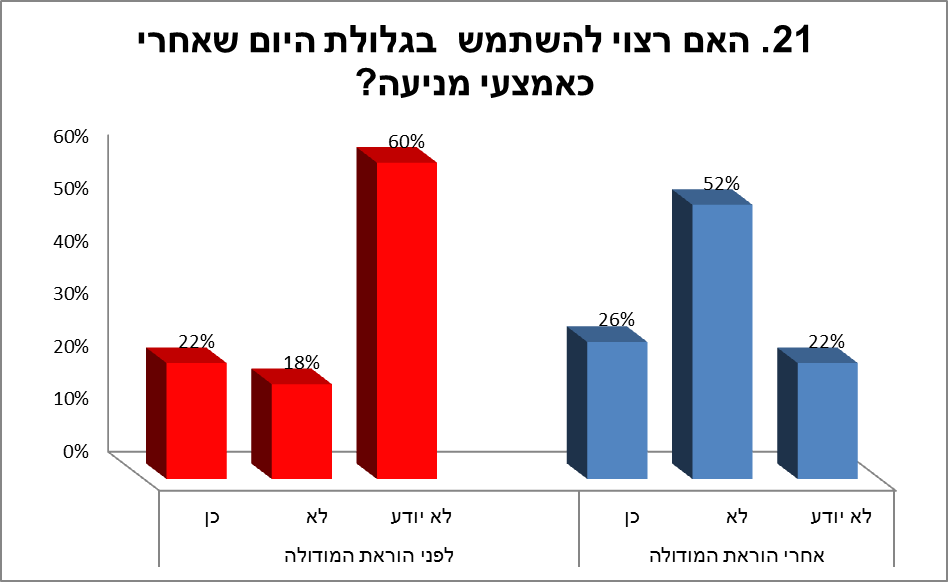 21. האם רצוי להשתמש  בגלולת היום שאחרי
כאמצעי מניעה?
60%
50%
40%
30%
20%
10%
0%
22%
18%
60%
26%
52%
22%
כן
לא
לא יודע
כן
לא
לא יודע
לפני הוראת המודולה
אחרי הוראת המודולה